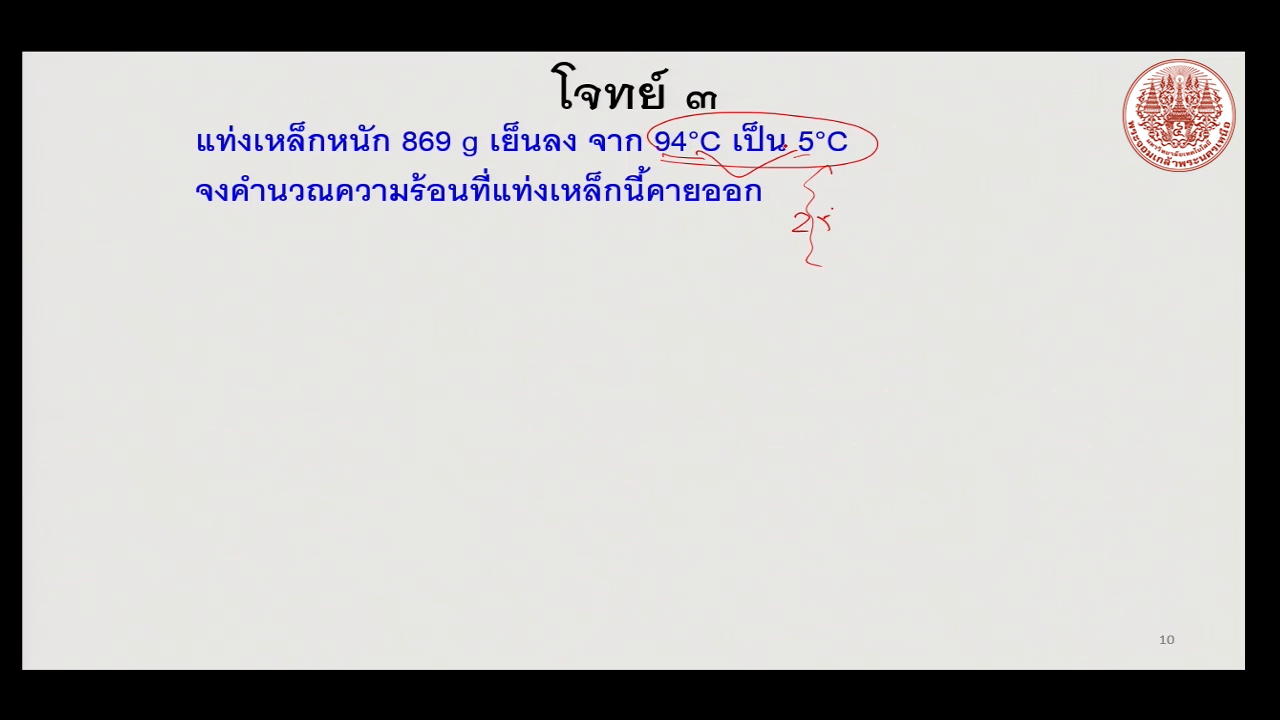 โจทย์ ๓
แท่งเหล็กหนัก 869 g เย็นลง จาก 94°C เป็น 5°C
จงคำนวณความร้อนที่แท่งเหล็กนี้คายออก
10